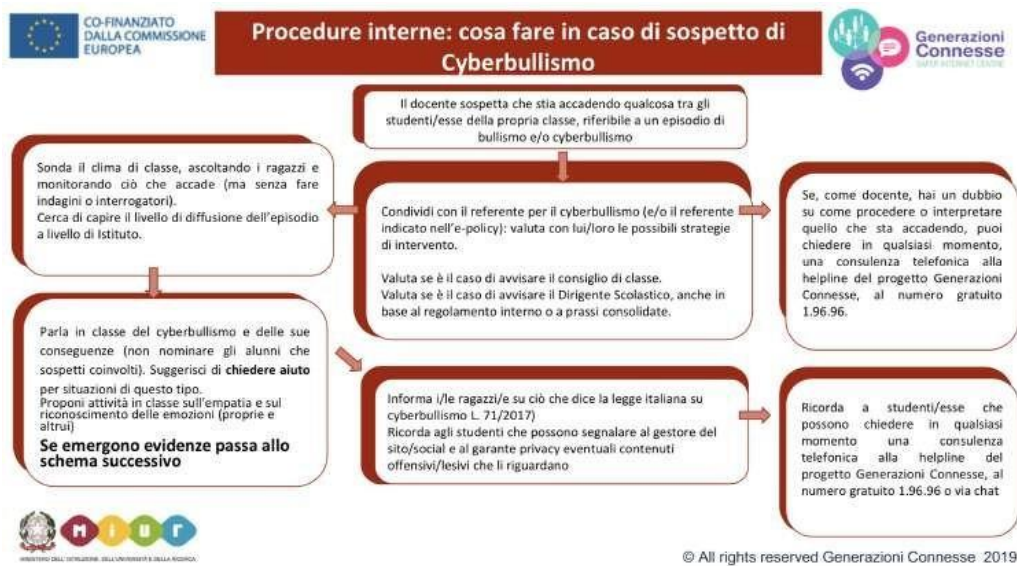 CO-FINANZIATO
DALLA COMMISSIONE
EUROPEA
Procedure interne: cosa fare in caso di sospetto di
Cyberbullismo
Generazioni
Connesse
SAFER INTERNET CENTRE
Il docente sospetta che stia accadendo qualcosa tra gli
studenti/esse della propria classe, riferibile a un episodio di
bullismo e/o cyberbullismo
Sonda il clima di classe, ascoltando i ragazzi e
monitorando ciò che accade (ma senza fare
indagini o interrogatori).
Cerca di capire il livello di diffusione dell'episodio
a livello di Istituto.
Condividi con il referente per il cyberbullismo (e/o il referente
indicato nell'e-policy): valuta con lui/loro le possibili strategie
di intervento.
Valuta se è il caso di avvisare il consiglio di classe.
Valuta se è il caso di avvisare il Dirigente Scolastico, anche in
base al regolamento interno o a prassi consolidate.
Se, come docente, hai un dubbio
su come procedere o interpretare
quello che sta accadendo, puoi
chiedere in qualsiasi momento,
una consulenza telefonica alla
helpline del progetto Generazioni
Connesse, al numero gratuito
1.96.96.
Parla in classe del cyberbullismo e delle sue
conseguenze (non nominare gli alunni che
sospetti coinvolti). Suggerisci di chiedere aiuto
per situazioni di questo tipo.
Proponi attività in classe sull'empatia e sul
riconoscimento delle emozioni (proprie e
altrui)
Se emergono evidenze passa allo
schema successivo
Informa i/le ragazzi/e su ciò che dice la legge italiana su
cyberbullismo L. 71/2017)
Ricorda agli studenti che possono segnalare al gestore del
sito/social e al garante privacy eventuali contenuti
offensivi/lesivi che li riguardano
Ricorda a studenti/esse che
possono chiedere in qualsiasi
momento una consulenza
telefonica alla helpline del
progetto Generazioni Connesse, al
numero gratuito 1.96.96 o via chat
m i u r
MINISTERO DELL'ISTRUZIONE, DELL'UNIVERSITÀ E DELLA RICERCA
© All rights reserved Generazioni Connesse 2019